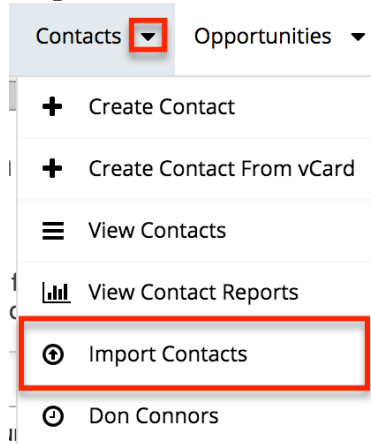 Contacts Opportunities
Create Contact
Create Contact From vCard
View Contacts
View Contact Reports
Import Contacts
Don Connors